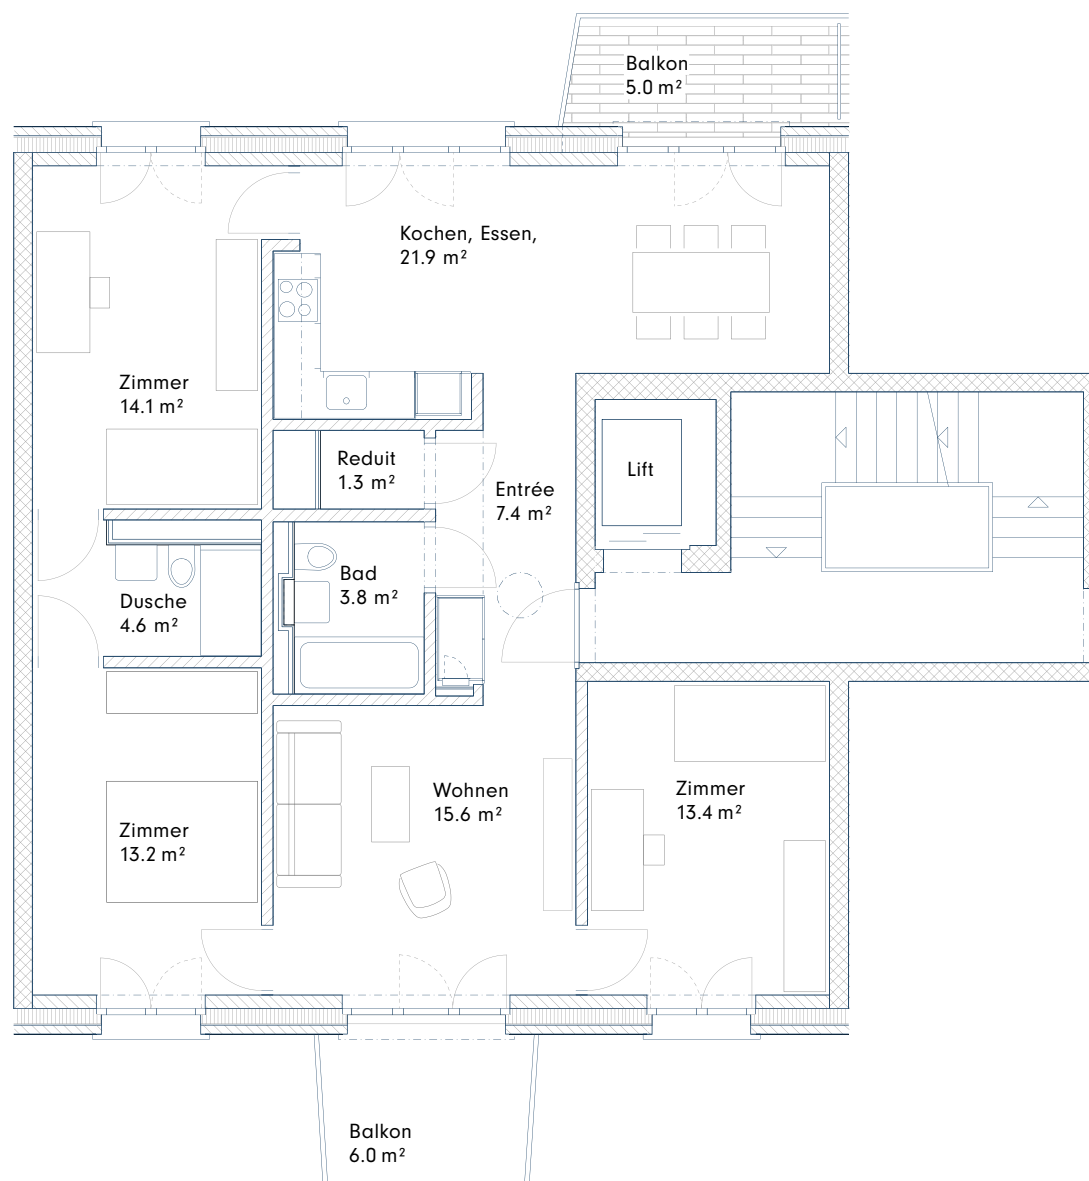 Balkon
5.0 m²
Kochen, Essen,
21.9 m²
Zimmer
14.1 m²
Reduit
1.3 m²
Entrée
7.4 m²
Lift
Bad
3.8 m²
Dusche
4.6 m²
Wohnen
15.6 m²
Zimmer
13.4 m²
Zimmer
13.2 m²
Balkon
6.0 m²